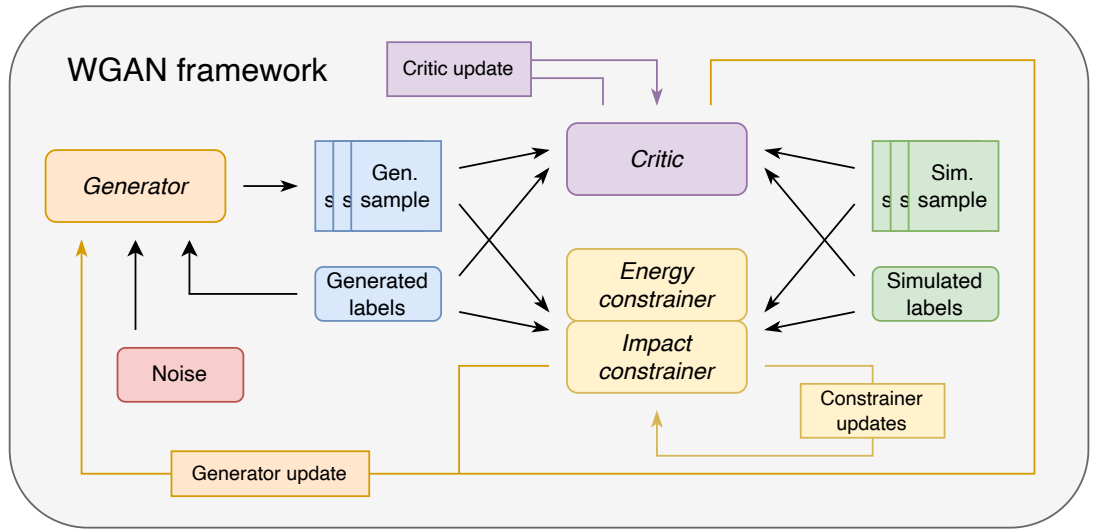 WGAN framework
Critic update
Generator
s
s
Gen.
sample
Critic
s
s
Sim.
sample
Generated
labels
Energy
constrainer
Simulated
labels
Impact
constrainer
Noise
Constrainer
updates
Generator update